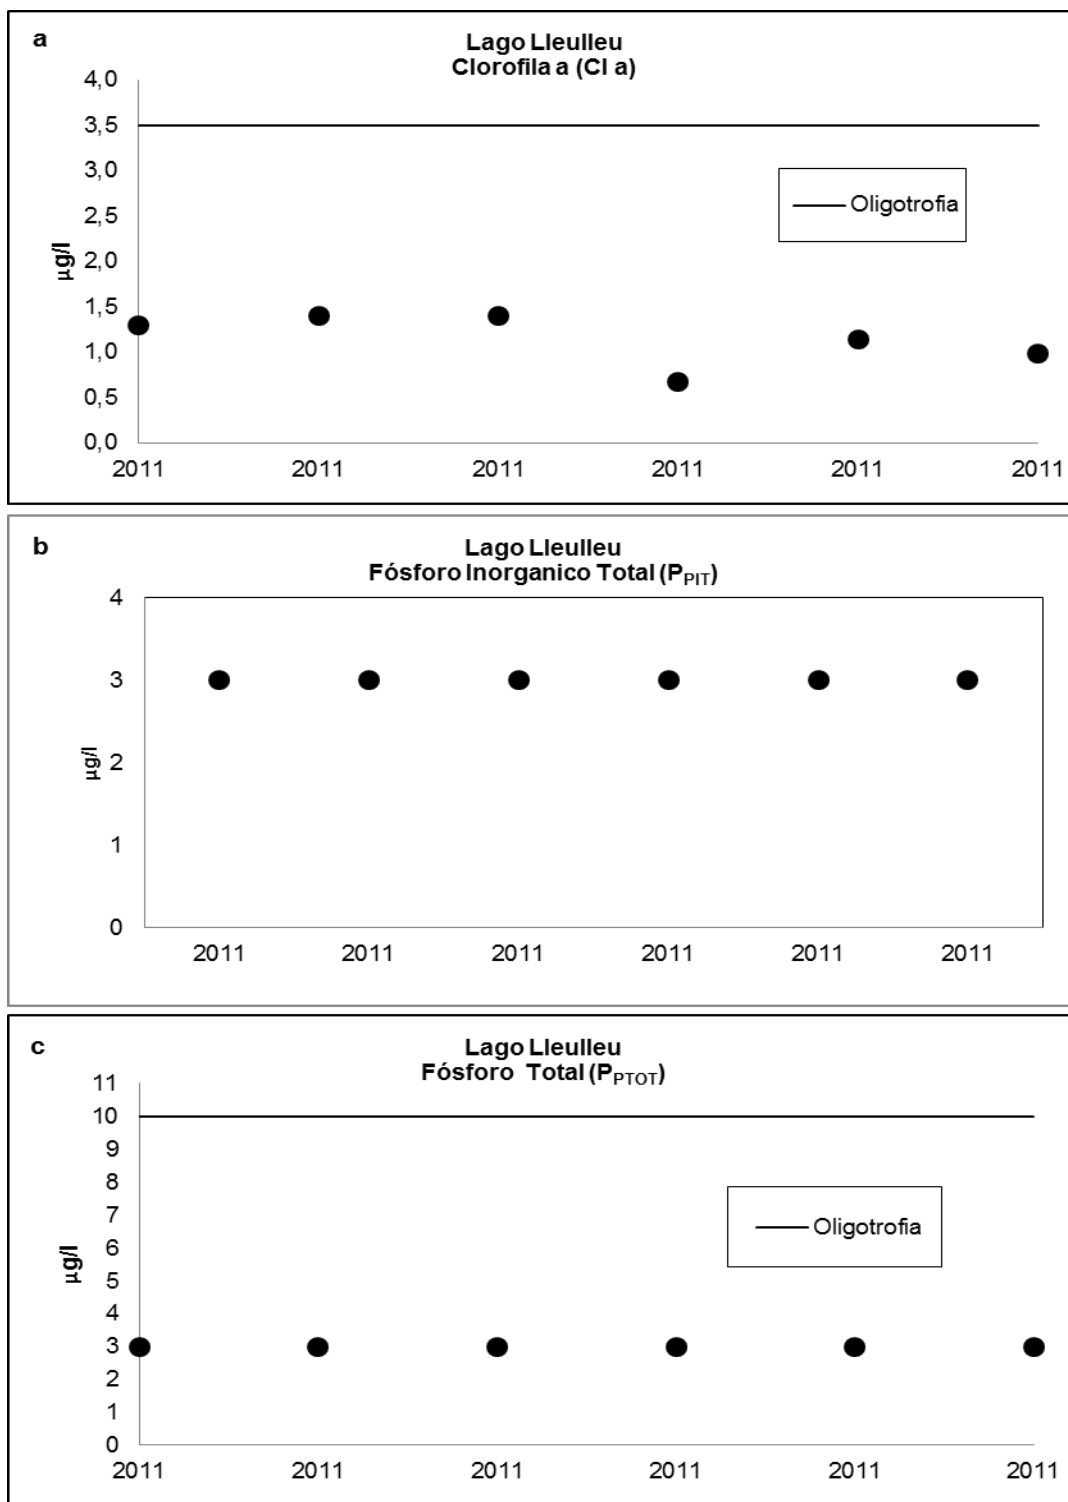 a
Lago Lleulleu
Clorofila a (Cl a)
4,0
3,5
3,0
2,5
2,0
1,5
1,0
0,5
0,0
µg/l
Oligotrofia
2011 2011 2011 2011 2011 2011
b
Lago Lleulleu
Fósforo Inorganico Total (PPIT)
4
3
2
1
0
µg/l
2011 2011 2011 2011 2011 2011
c
Lago Lleulleu
Fósforo Total (PPTOT)
11
10
9
8
7
6
5
4
3
2
1
0
µg/l
Oligotrofia
2011 2011 2011 2011 2011 2011